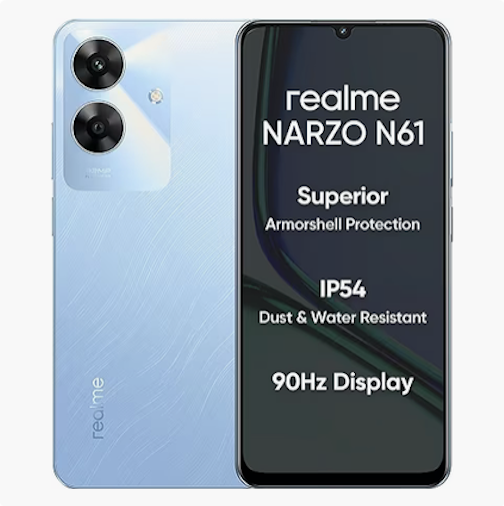 realme
NARZO N61
Superior
Armorshell Protection
IP54
Dust & Water Resistant
90Hz Display
realme